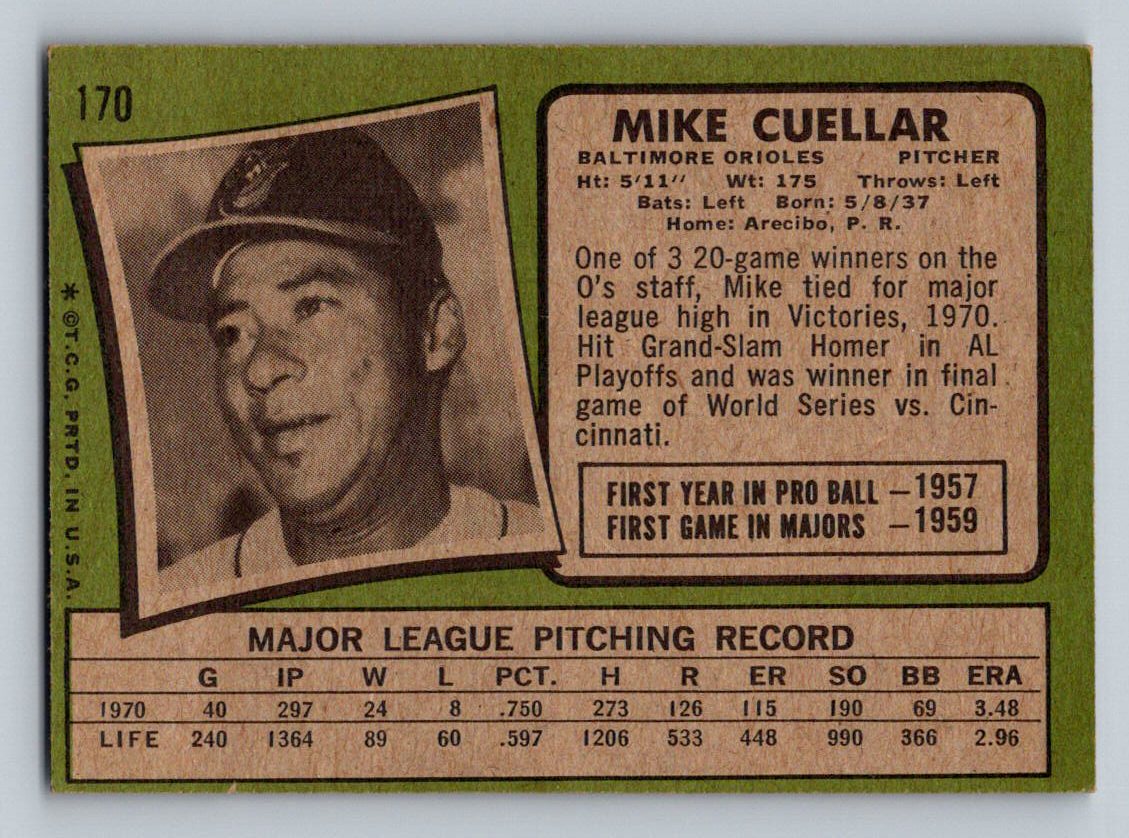 170
MIKE CUELLAR
BALTIMORE ORIOLES PITCHER
Ht: 5'11" Wt: 175 Throws: Left
Bats: Left Born: 5/8/37
Home: Arecibo, P. R.
One of 3 20-game winners on the
O's staff, Mike tied for major
league high in Victories, 1970.
Hit Grand-Slam Homer in AL
Playoffs and was winner in final
game of World Series vs. Cin-
cinnati.
FIRST YEAR IN PRO BALL — 1957
FIRST GAME IN MAJORS — 1959
* © T.C.G. PRTD. IN U.S.A.
MAJOR LEAGUE PITCHING RECORD
G IP W L PCT. H R ER SO BB ERA
1970 40 297 24 8 .750 273 126 115 190 69 3.48
LIFE 240 1364 89 60 .597 1206 533 448 990 366 2.96